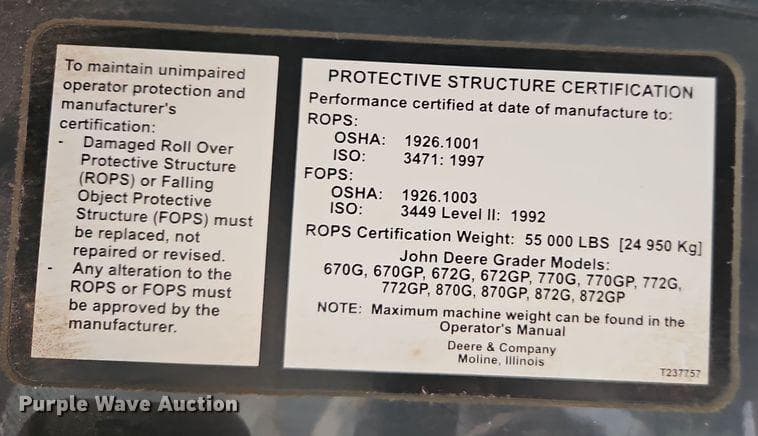 To maintain unimpaired
operator protection and
manufacturer's
certification:
- Damaged Roll Over
Protective Structure
(ROPS) or Falling
Object Protective
Structure (FOPS) must
be replaced, not
repaired or revised.
- Any alteration to the
ROPS or FOPS must
be approved by the
manufacturer.
PROTECTIVE STRUCTURE CERTIFICATION
Performance certified at date of manufacture to:
ROPS:
OSHA: 1926.1001
ISO: 3471: 1997
FOPS:
OSHA: 1926.1003
ISO: 3449 Level II: 1992
ROPS Certification Weight: 55 000 LBS [24 950 Kg]
John Deere Grader Models:
670G, 670GP, 672G, 672GP, 770G, 770GP, 772G,
772GP, 870G, 870GP, 872G, 872GP
NOTE: Maximum machine weight can be found in the
Operator's Manual
Deere & Company
Moline, Illinois
T237757
Purple Wave Auction